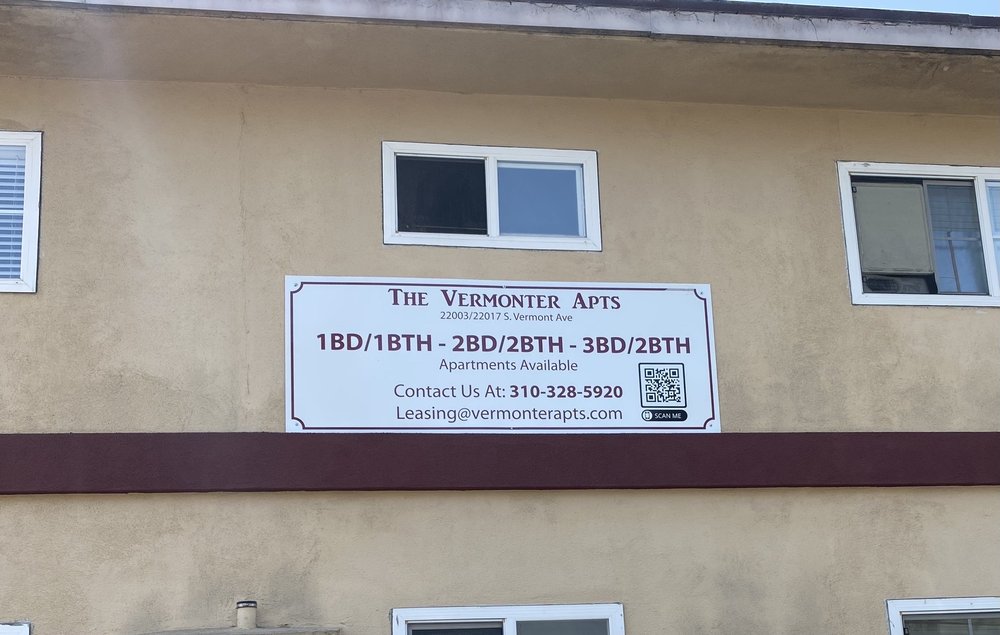 The Vermonter Apts
22003/22017 S. Vermont Ave
1BD/1BTH - 2BD/2BTH - 3BD/2BTH
Apartments Available
Contact Us At: 310-328-5920
Leasing@vermonterapts.com
SCAN ME